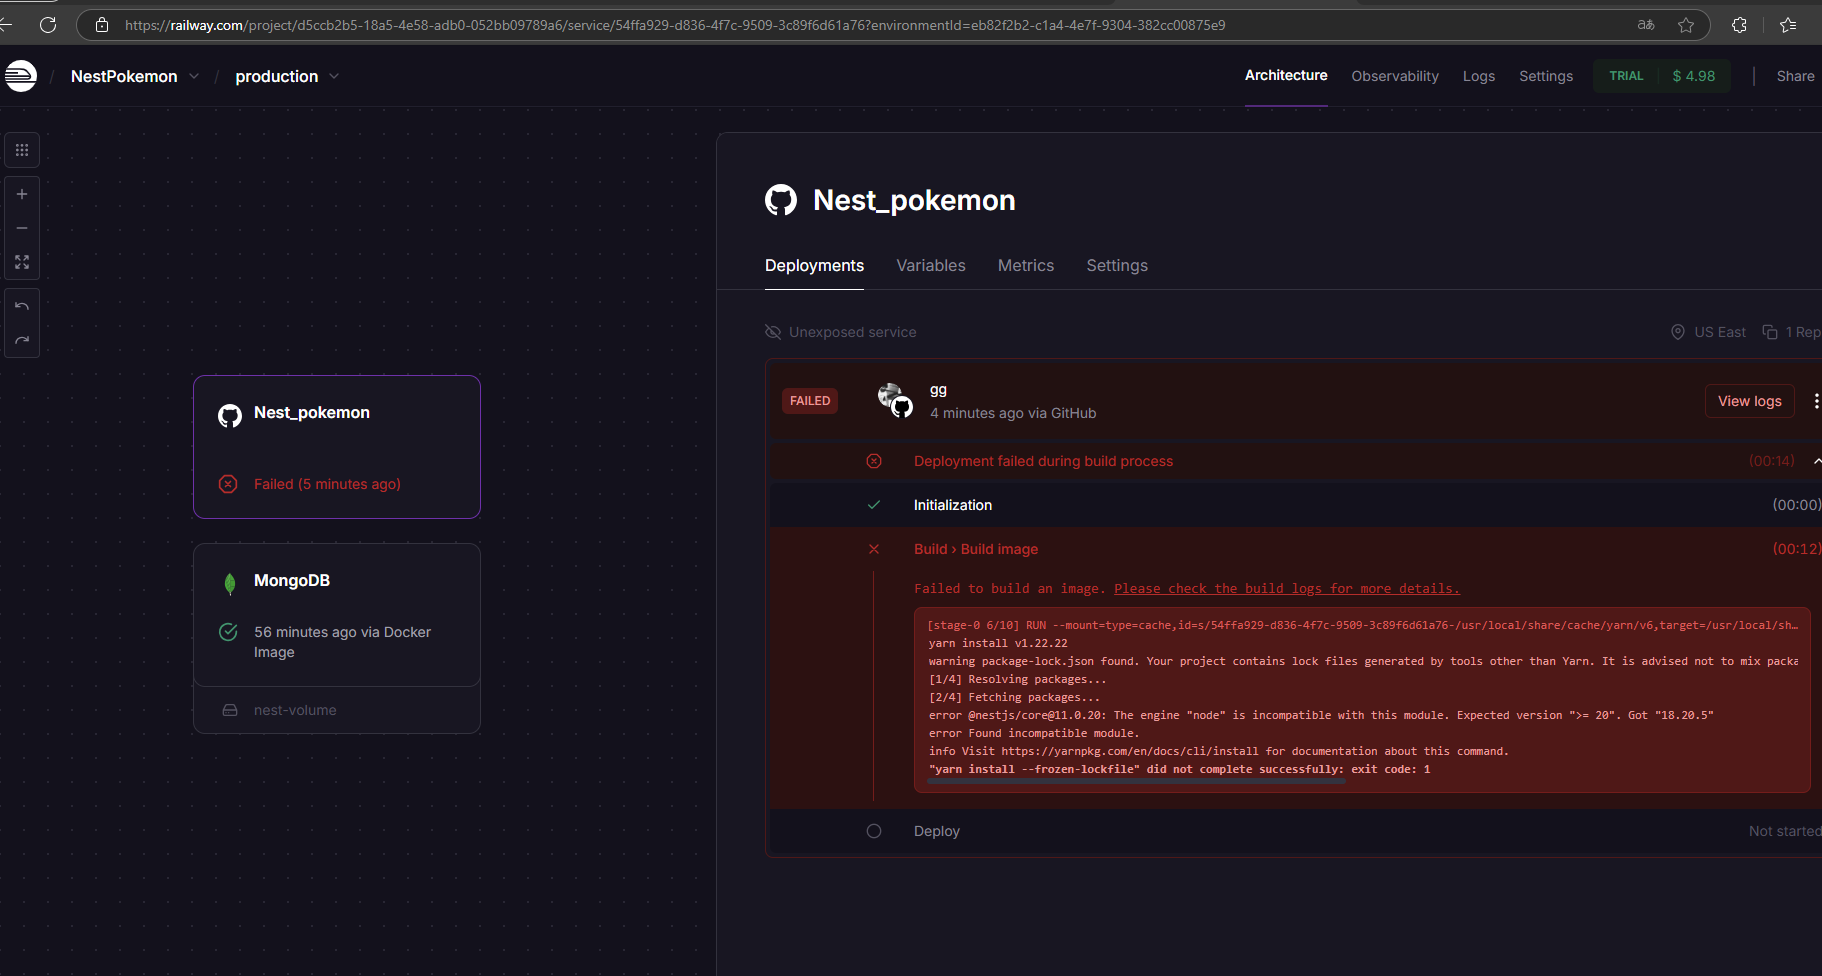 https://railway.com/project/d5ccb2b5-18a5-4e58-adb0-052bb09789a6/service/54ffa929-d836-4f7c-9509-3c89f6d61a76?environmentId=eb82f2b2-c1a4-4e7f-9304-382cc00875e9
/ NestPokemon / production
Architecture Observability Logs Settings TRIAL $ 4.98 Share
Nest_pokemon
Failed (5 minutes ago)
MongoDB
56 minutes ago via Docker
Image
nest-volume
Nest_pokemon
Deployments Variables Metrics Settings
Unexposed service US East 1 Rep
FAILED gg
4 minutes ago via GitHub
View logs
Deployment failed during build process (00:14)
Initialization (00:00)
Build › Build image (00:12)
Failed to build an image. Please check the build logs for more details.
[stage-0 6/10] RUN --mount=type=cache,id=s/54ffa929-d836-4f7c-9509-3c89f6d61a76-/usr/local/share/cache/yarn/v6,target=/usr/local/sh…
yarn install v1.22.22
warning package-lock.json found. Your project contains lock files generated by tools other than Yarn. It is advised not to mix packa
[1/4] Resolving packages...
[2/4] Fetching packages...
error @nestjs/core@11.0.20: The engine "node" is incompatible with this module. Expected version ">= 20". Got "18.20.5"
error Found incompatible module.
info Visit https://yarnpkg.com/en/docs/cli/install for documentation about this command.
"yarn install --frozen-lockfile" did not complete successfully: exit code: 1
Deploy Not started